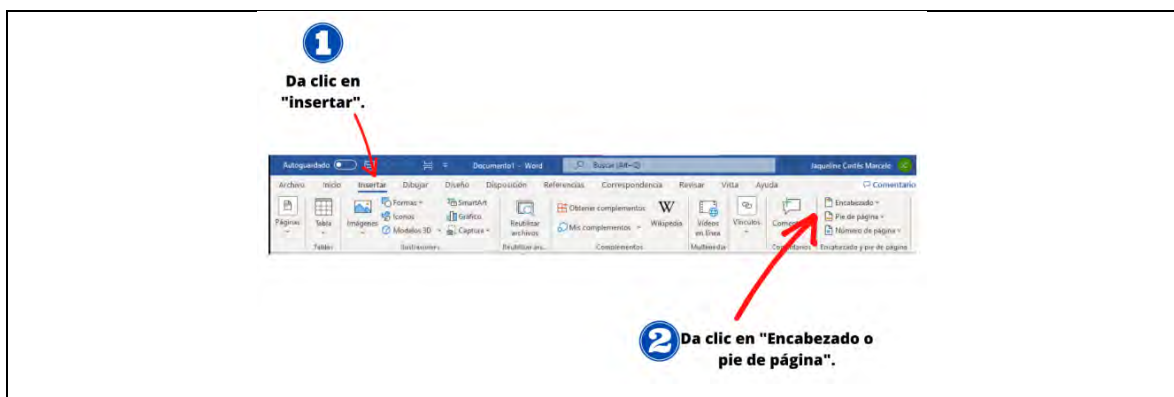 1
Da clic en
"insertar".
Autoguardado
Documento1 - Word
Buscar (Alt+Q)
Jaqueline Cortés Marcelo
Archivo Inicio Insertar Dibujar Diseño Disposición Referencias Correspondencia Revisar Vista Ayuda Comentario
Páginas
Tabla
Imágenes
Formas
Iconos
Modelos 3D
SmartArt
Gráfico
Captura
Reutilizar
archivos
Obtener complementos
Mis complementos
Wikipedia
Vídeos
en línea
Vínculos
Encabezado
Pie de página
Número de página
Tablas Ilustraciones Reutilizar arc... Complementos Multimedia Comentarios Encabezado y pie de página
2
Da clic en "Encabezado o
pie de página".